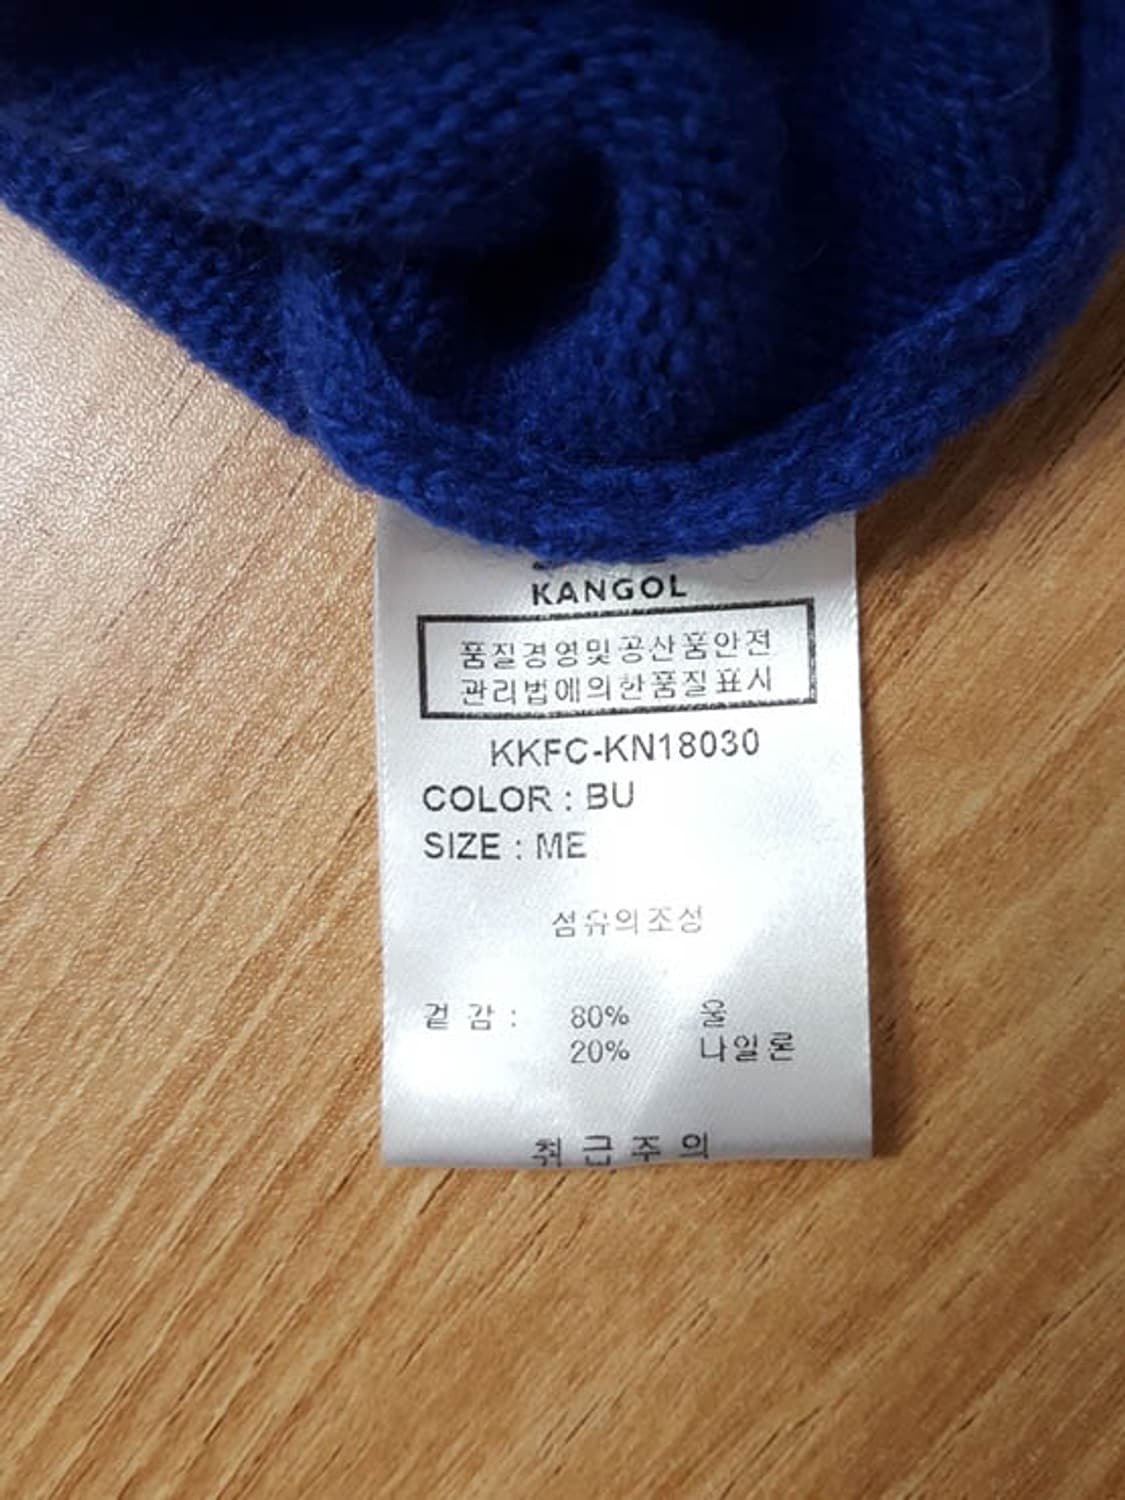 KANGOL
품질경영및공산품안전
관리법에의한품질표시
KKFC-KN18030
COLOR : BU
SIZE : ME
섬유의조성
겉 감 : 80% 울
20% 나일론
취 급 주 의